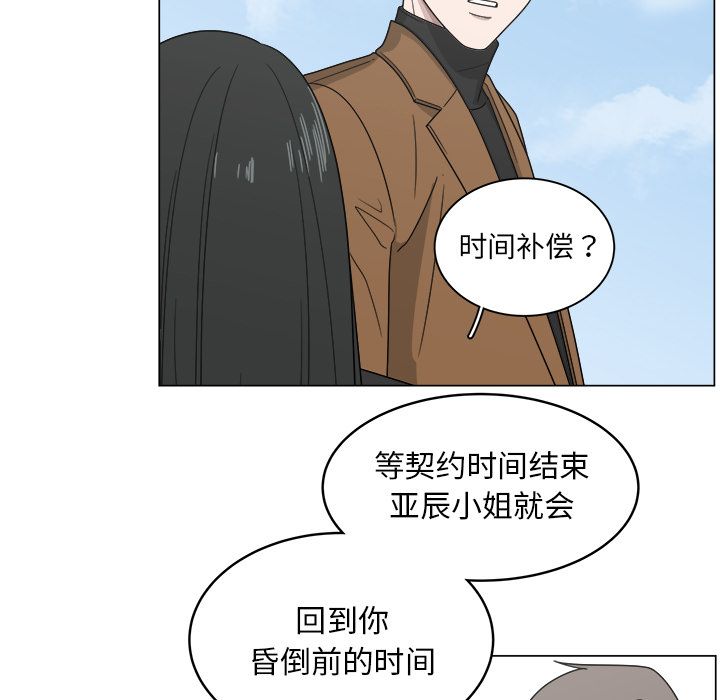 时间补偿？
等契约时间结束
亚辰小姐就会
回到你
昏倒前的时间